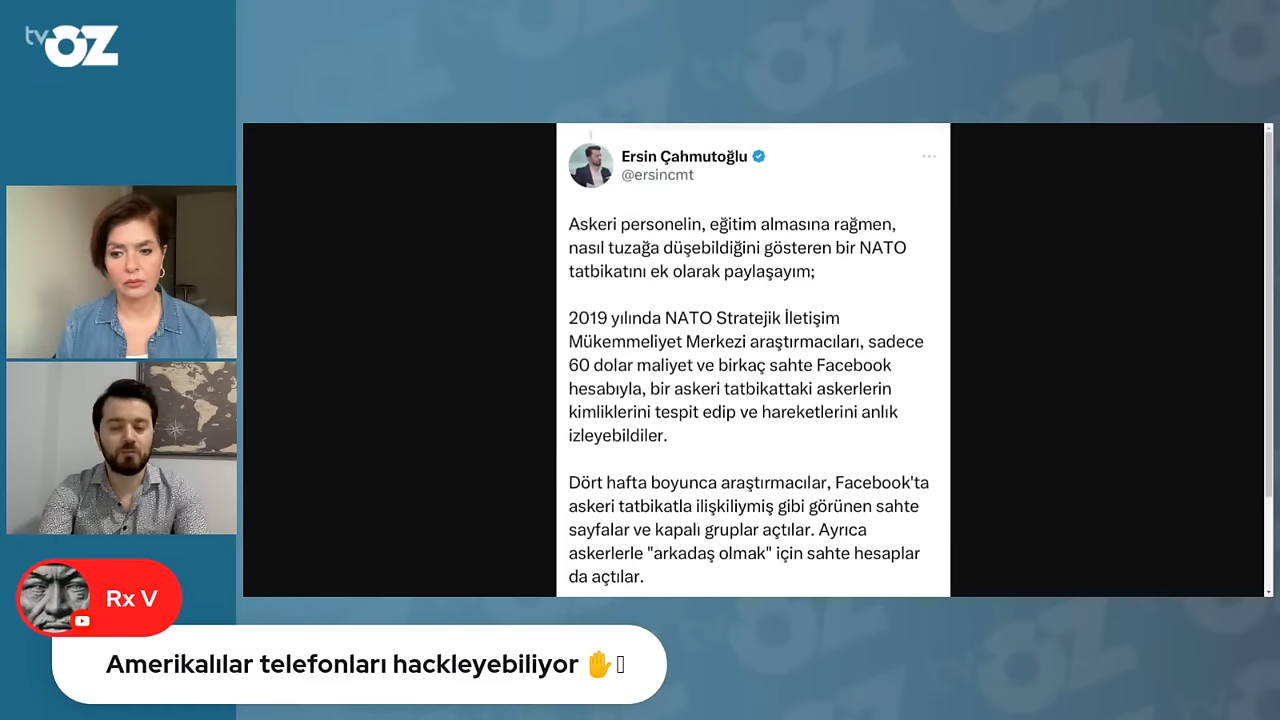 tv ÖZ
Ersin Çahmutoğlu
@ersincmt
Askeri personelin, eğitim almasına rağmen,
nasıl tuzağa düşebildiğini gösteren bir NATO
tatbikatını ek olarak paylaşayım;
2019 yılında NATO Stratejik İletişim
Mükemmeliyet Merkezi araştırmacıları, sadece
60 dolar maliyet ve birkaç sahte Facebook
hesabıyla, bir askeri tatbikattaki askerlerin
kimliklerini tespit edip ve hareketlerini anlık
izleyebildiler.
Dört hafta boyunca araştırmacılar, Facebook'ta
askeri tatbikatla ilişkiliymiş gibi görünen sahte
sayfalar ve kapalı gruplar açtılar. Ayrıca
askerlerle "arkadaş olmak" için sahte hesaplar
da açtılar.
Rx V
Amerikalılar telefonları hackleyebiliyor ✋